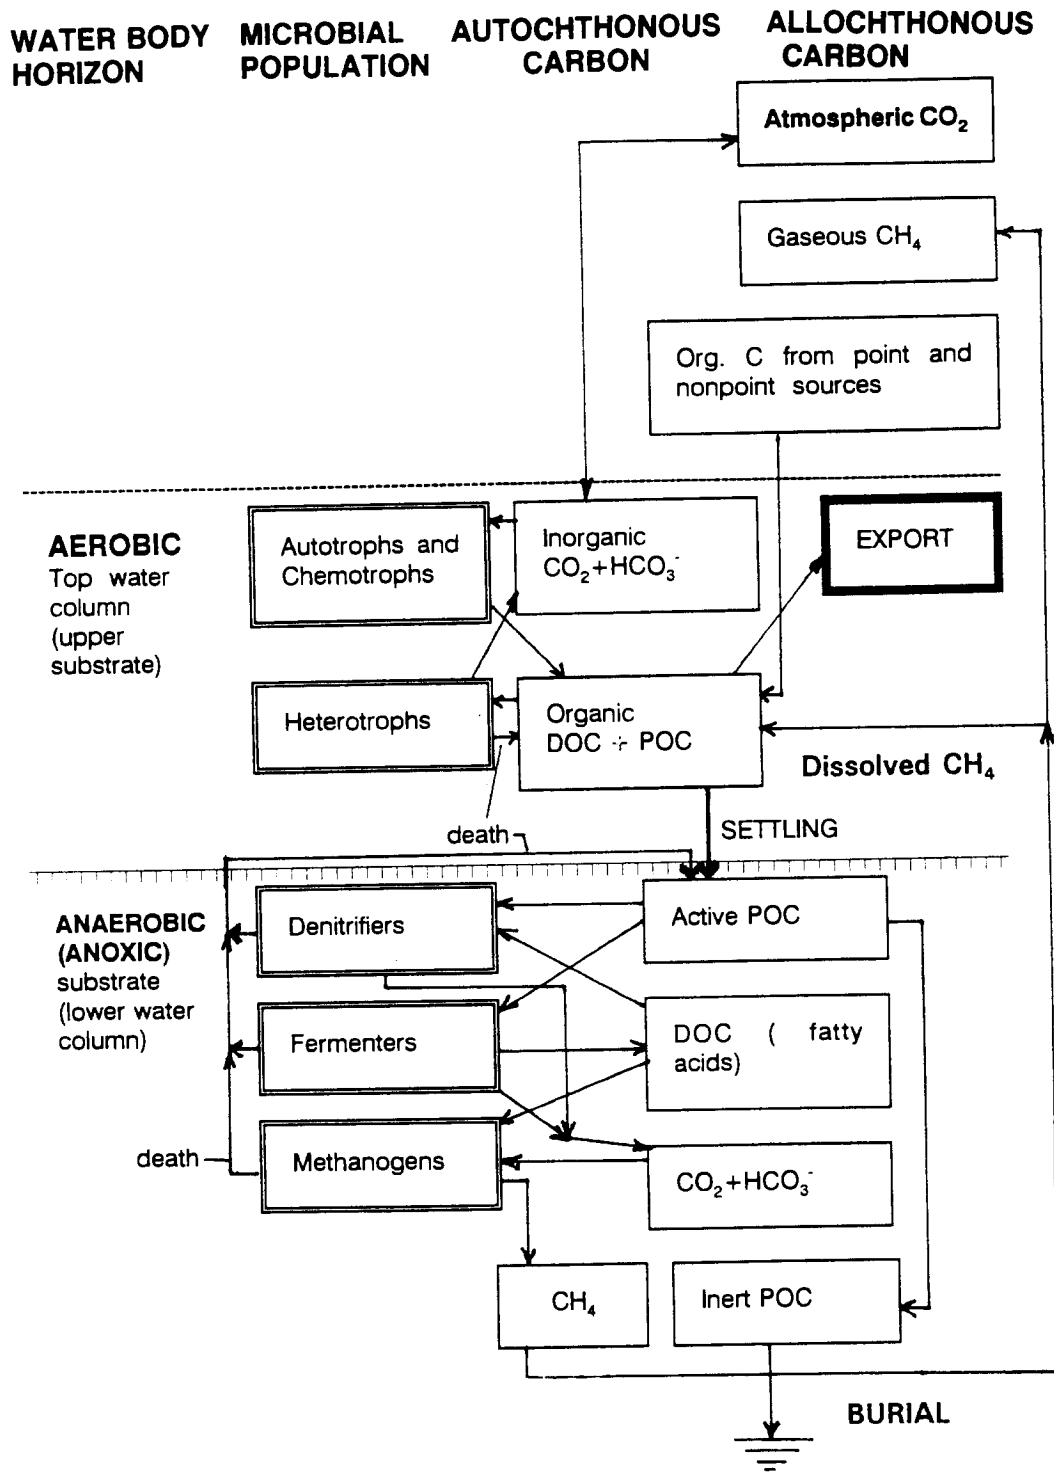 WATER BODY
HORIZON
MICROBIAL
POPULATION
AUTOCHTHONOUS
CARBON
ALLOCHTHONOUS
CARBON
Atmospheric CO₂
Gaseous CH₄
Org. C from point and
nonpoint sources
AEROBIC
Top water
column
(upper
substrate)
Autotrophs and
Chemotrophs
Inorganic
CO₂+HCO₃⁻
EXPORT
Heterotrophs
Organic
DOC + POC
Dissolved CH₄
death
SETTLING
ANAEROBIC
(ANOXIC)
substrate
(lower water
column)
Denitrifiers
Active POC
Fermenters
DOC ( fatty
acids)
death
Methanogens
CO₂+HCO₃⁻
CH₄
Inert POC
BURIAL